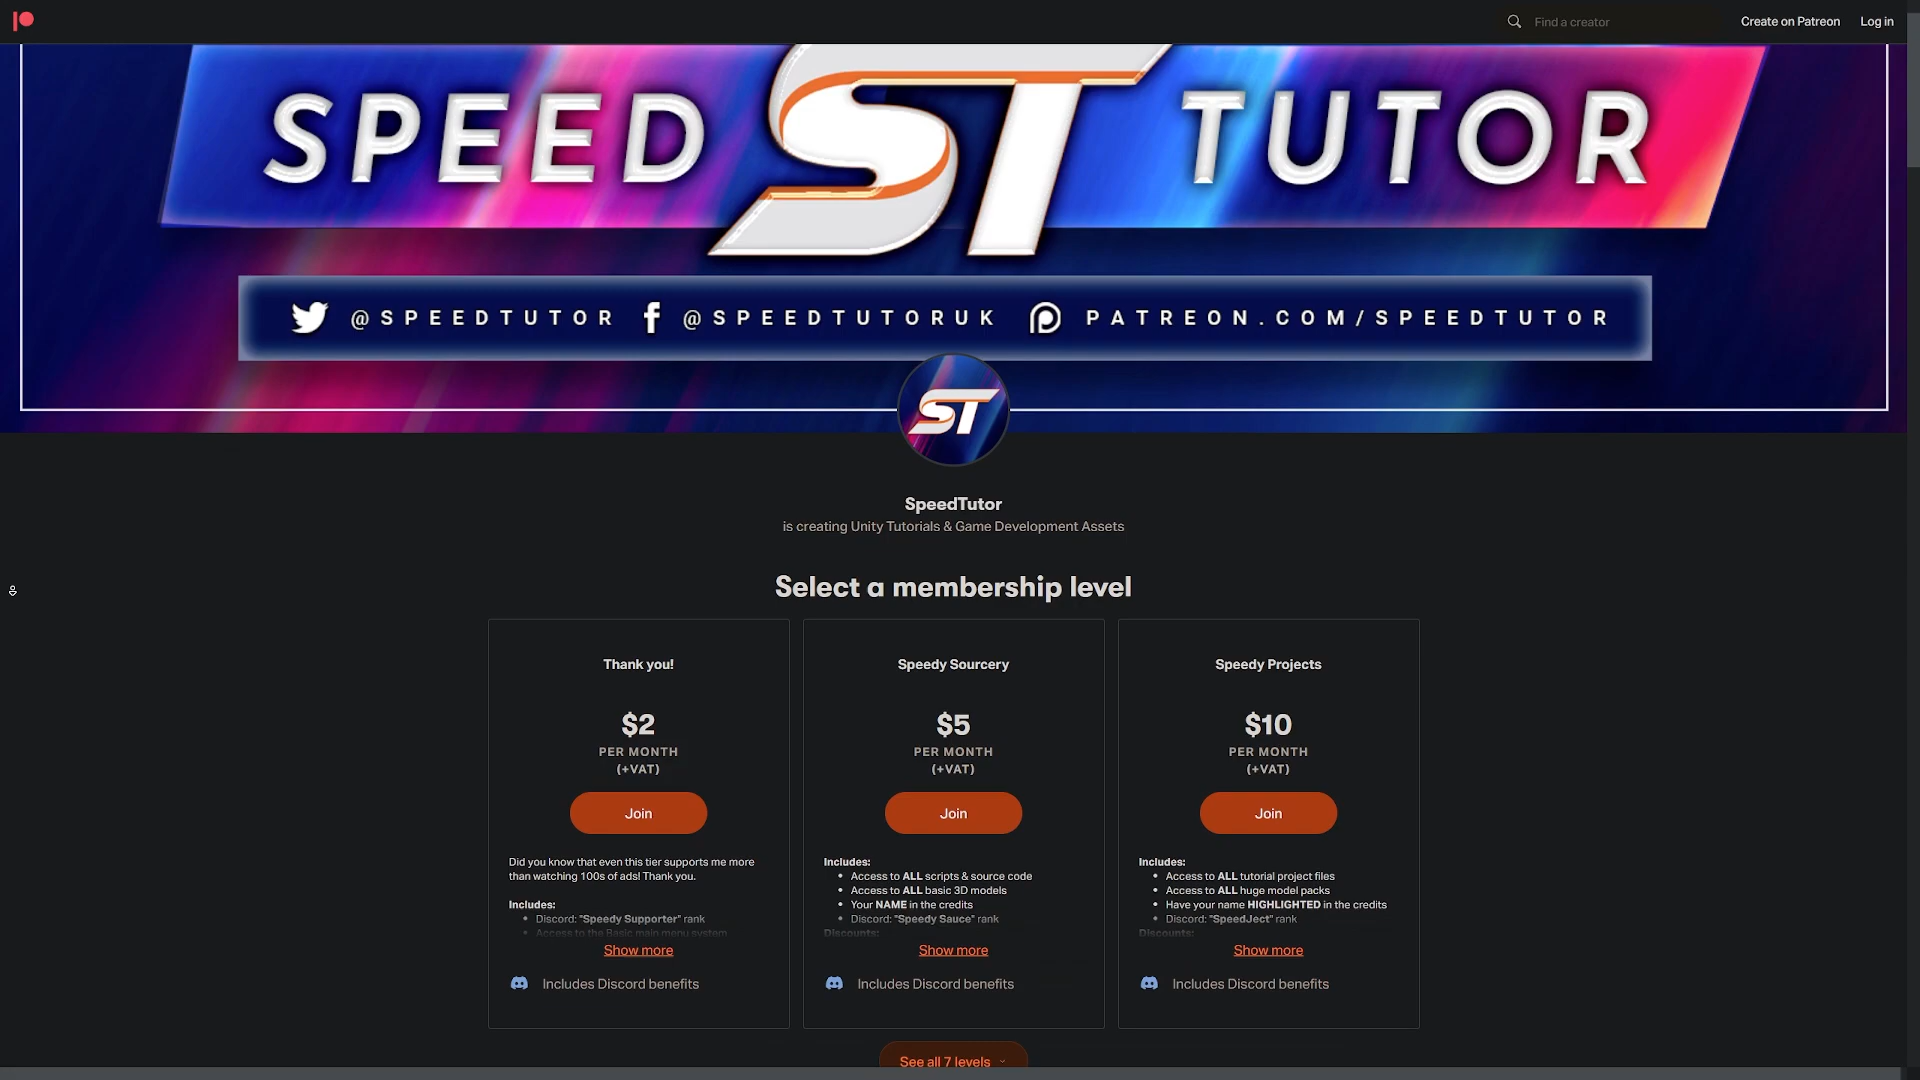 Find a creator
Create on Patreon
Log in
SPEED ST TUTOR
@SPEEDTUTOR @SPEEDTUTORUK PATREON.COM/SPEEDTUTOR
ST
SpeedTutor
is creating Unity Tutorials & Game Development Assets
Select a membership level
Thank you!
$2
PER MONTH
(+VAT)
Join
Did you know that even this tier supports me more
than watching 100s of ads! Thank you.
Includes:
• Discord: "Speedy Supporter" rank
• Access to the Basic main menu system
Show more
Includes Discord benefits
Speedy Sourcery
$5
PER MONTH
(+VAT)
Join
Includes:
• Access to ALL scripts & source code
• Access to ALL basic 3D models
• Your NAME in the credits
• Discord: "Speedy Sauce" rank
Discounts:
Show more
Includes Discord benefits
Speedy Projects
$10
PER MONTH
(+VAT)
Join
Includes:
• Access to ALL tutorial project files
• Access to ALL huge model packs
• Have your name HIGHLIGHTED in the credits
• Discord: "SpeedJect" rank
Discounts:
Show more
Includes Discord benefits
See all 7 levels